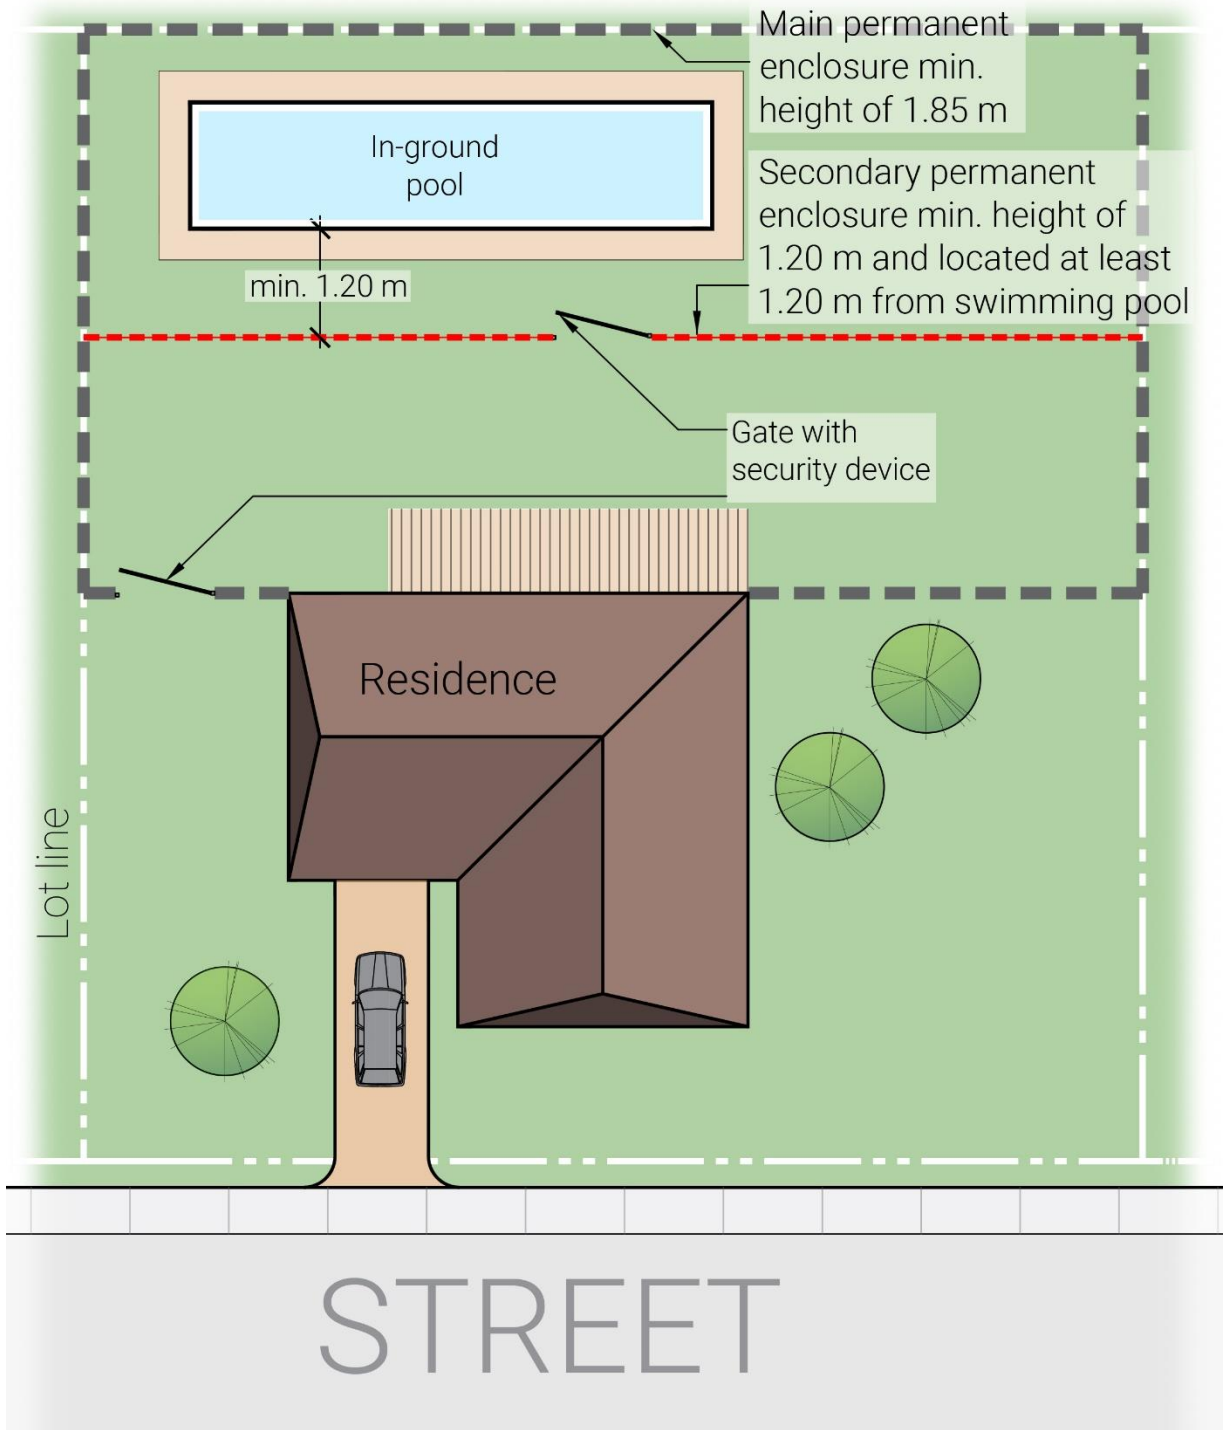 Main permanent
enclosure min.
height of 1.85 m
In-ground
pool
Secondary permanent
enclosure min. height of
1.20 m and located at least
1.20 m from swimming pool
min. 1.20 m
Gate with
security device
Residence
Lot line
STREET